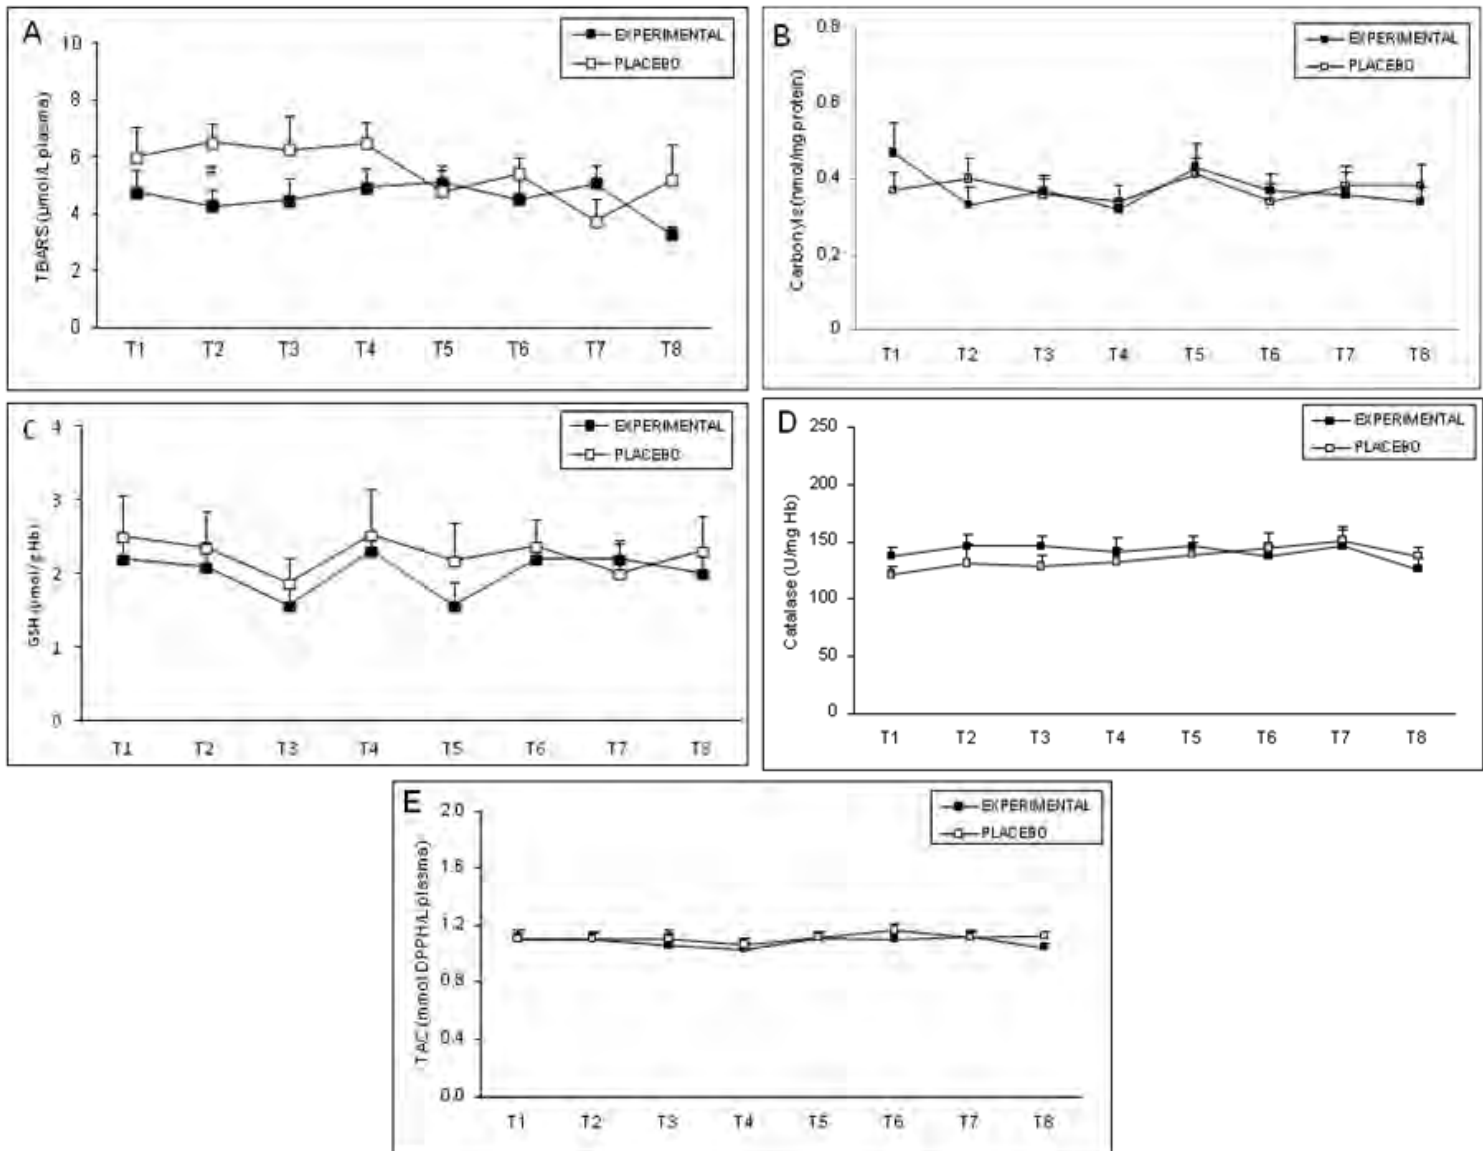 A
EXPERIMENTAL
PLACEBO
TBARS (μmol/L plasma)
10
8
6
4
2
0
#
T1 T2 T3 T4 T5 T6 T7 T8
B
EXPERIMENTAL
PLACEBO
Carbonyls (nmol/mg protein)
0.8
0.6
0.4
0.2
0
T1 T2 T3 T4 T5 T6 T7 T8
C
EXPERIMENTAL
PLACEBO
GSH (μmol/g Hb)
4
3
2
1
0
T1 T2 T3 T4 T5 T6 T7 T8
D
EXPERIMENTAL
PLACEBO
Catalase (U/mg Hb)
250
200
150
100
50
0
T1 T2 T3 T4 T5 T6 T7 T8
E
EXPERIMENTAL
PLACEBO
TAC (mmol DPPH/L plasma)
2.0
1.6
1.2
0.8
0.4
0.0
T1 T2 T3 T4 T5 T6 T7 T8